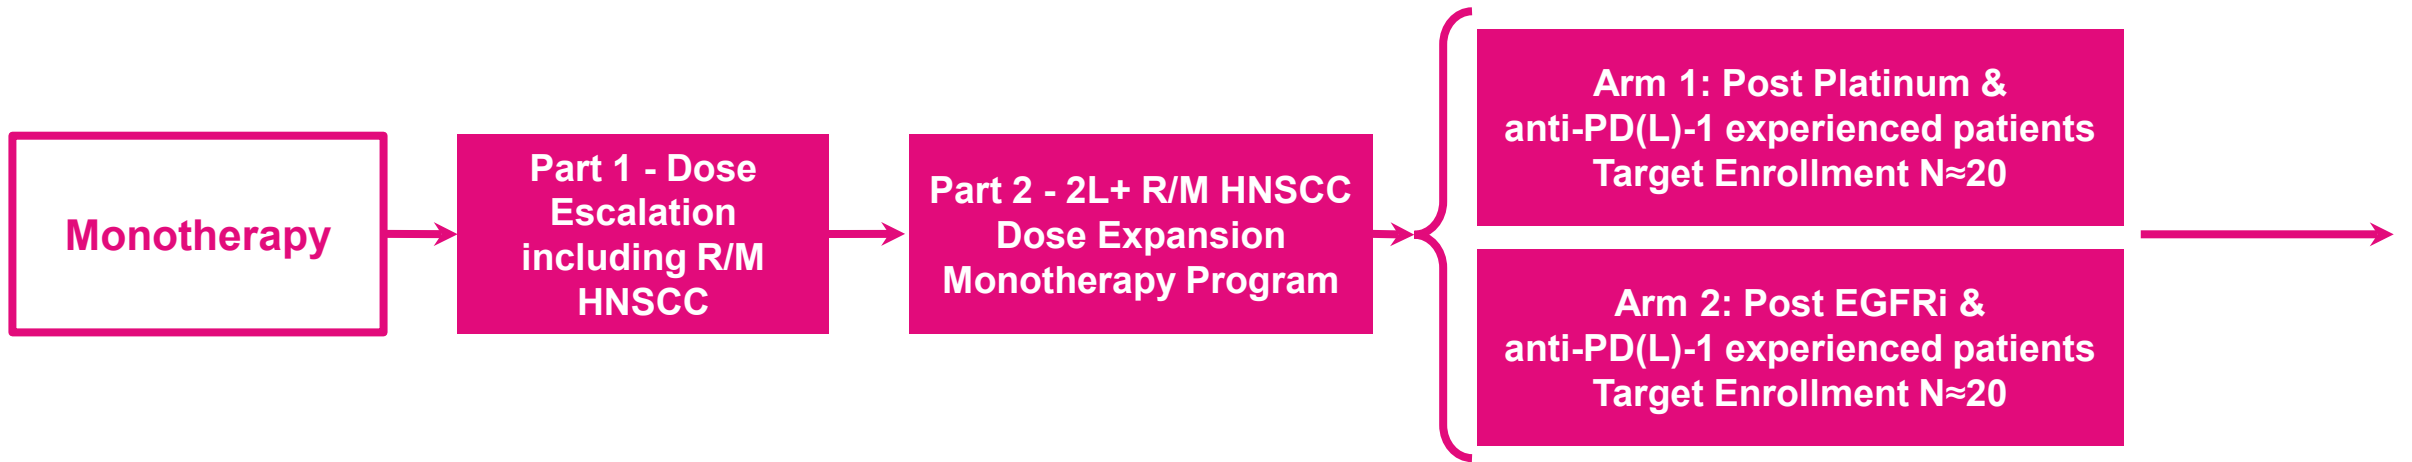 Monotherapy
Part 1 - Dose
Escalation
including R/M
HNSCC
Part 2 - 2L+ R/M HNSCC
Dose Expansion
Monotherapy Program
Arm 1: Post Platinum &
anti-PD(L)-1 experienced patients
Target Enrollment N≈20
Arm 2: Post EGFRi &
anti-PD(L)-1 experienced patients
Target Enrollment N≈20